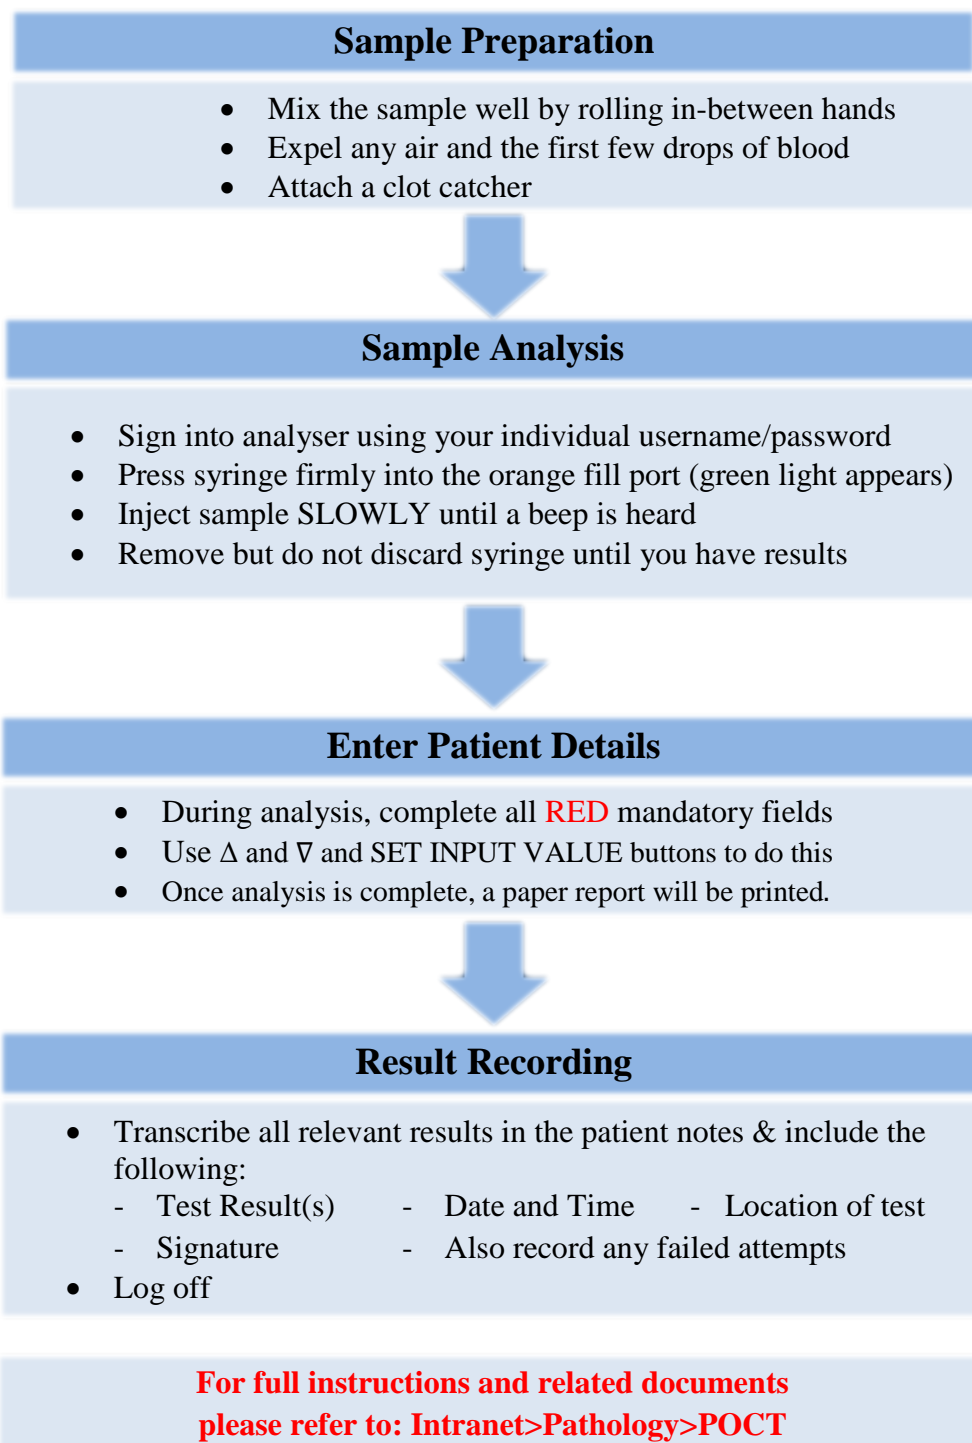 Sample Preparation
• Mix the sample well by rolling in-between hands
• Expel any air and the first few drops of blood
• Attach a clot catcher
Sample Analysis
• Sign into analyser using your individual username/password
• Press syringe firmly into the orange fill port (green light appears)
• Inject sample SLOWLY until a beep is heard
• Remove but do not discard syringe until you have results
Enter Patient Details
• During analysis, complete all RED mandatory fields
• Use ∆ and ∇ and SET INPUT VALUE buttons to do this
• Once analysis is complete, a paper report will be printed.
Result Recording
• Transcribe all relevant results in the patient notes & include the
following:
- Test Result(s) - Date and Time - Location of test
- Signature - Also record any failed attempts
• Log off
For full instructions and related documents
please refer to: Intranet>Pathology>POCT